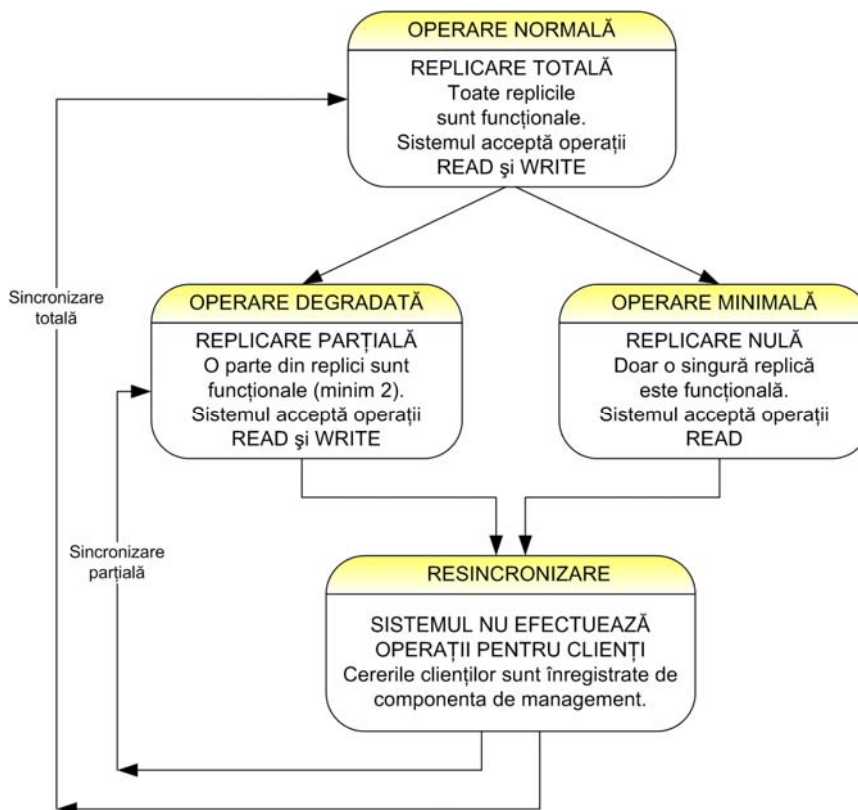 OPERARE NORMALĂ
REPLICARE TOTALĂ
Toate replicile
sunt funcționale.
Sistemul acceptă operații
READ şi WRITE
Sincronizare
totală
OPERARE DEGRADATĂ
REPLICARE PARȚIALĂ
O parte din replici sunt
funcționale (minim 2).
Sistemul acceptă operații
READ şi WRITE
OPERARE MINIMALĂ
REPLICARE NULĂ
Doar o singură replică
este funcțională.
Sistemul acceptă operații
READ
Sincronizare
parțială
RESINCRONIZARE
SISTEMUL NU EFECTUEAZĂ
OPERAȚII PENTRU CLIENȚI
Cererile clienților sunt înregistrate de
componenta de management.